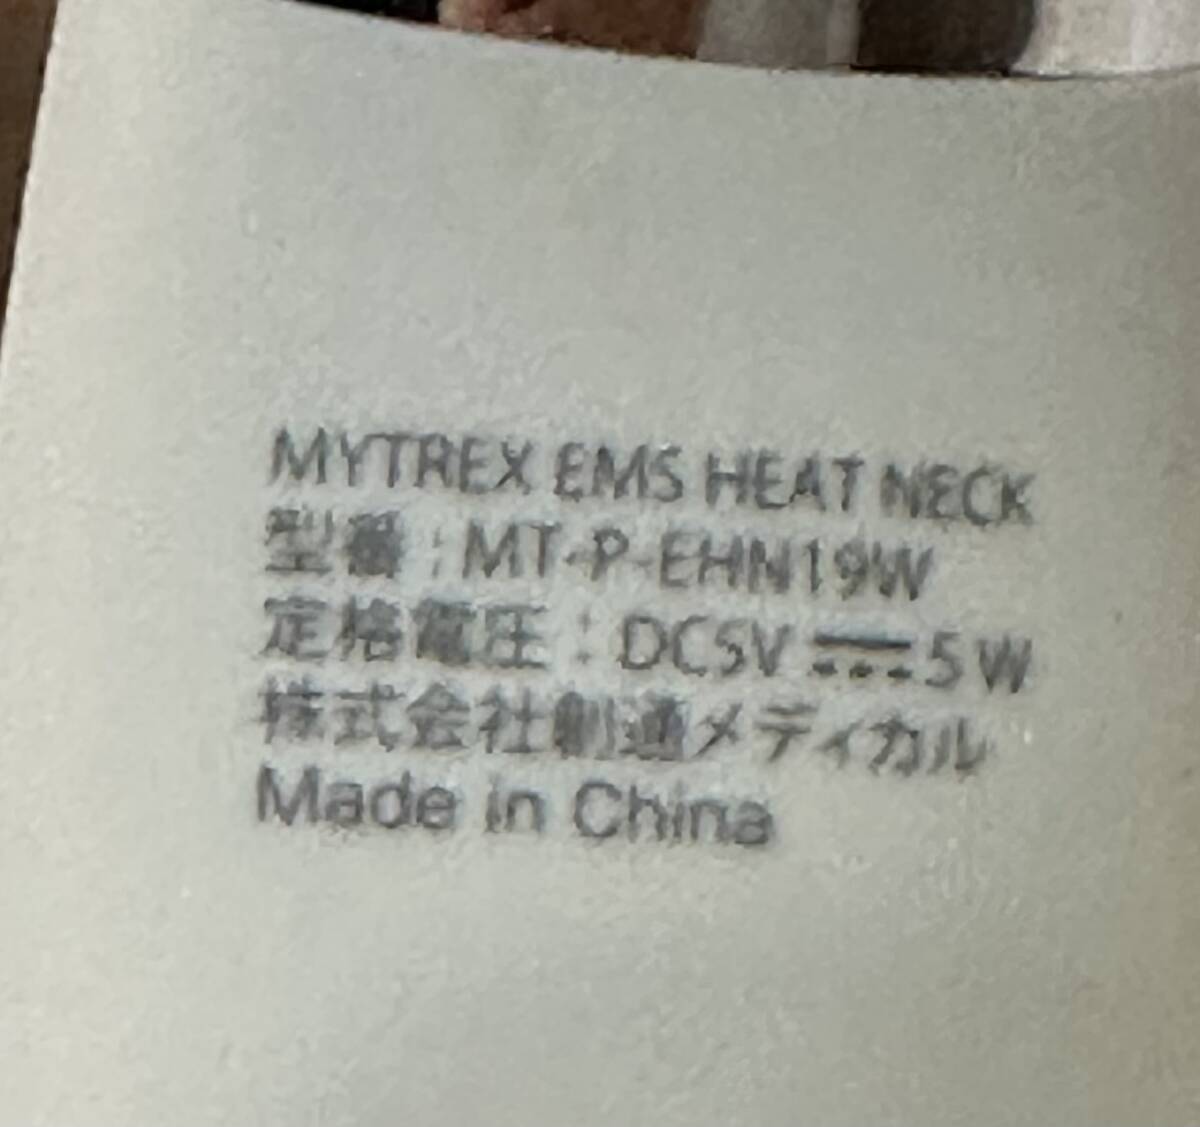 MYTREX EMS HEAT NECK
型番：MT-P-EHN19W
定格電圧：DC5V ⎓ 5W
株式会社創通メディカル
Made in China